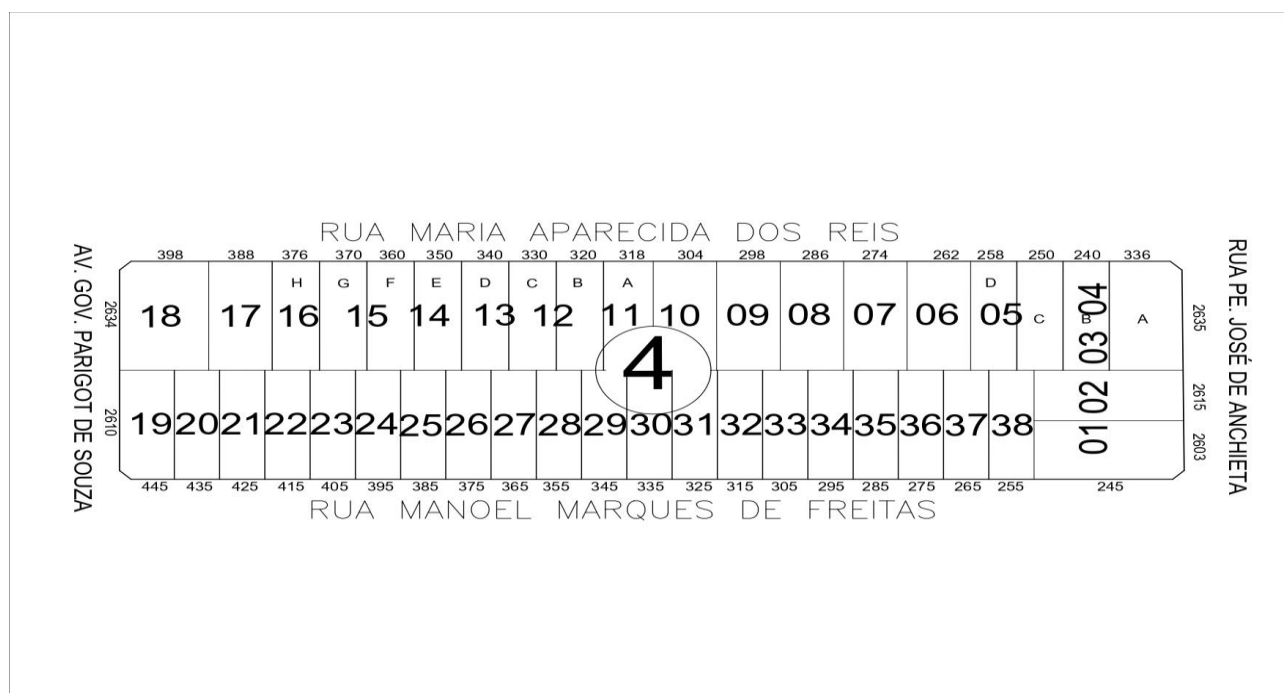 RUA MARIA APARECIDA DOS REIS
398 388 376 370 360 350 340 330 320 318 304 298 286 274 262 258 250 240 336
H G F E D C B A D C B A
18 17 16 15 14 13 12 11 10 09 08 07 06 05 03 04
AV. GOV. PARIGOT DE SOUZA
2634
2610
4
RUA PE. JOSÉ DE ANCHIETA
2635
2615
2603
19 20 21 22 23 24 25 26 27 28 29 30 31 32 33 34 35 36 37 38 01 02
445 435 425 415 405 395 385 375 365 355 345 335 325 315 305 295 285 275 265 255 245
RUA MANOEL MARQUES DE FREITAS